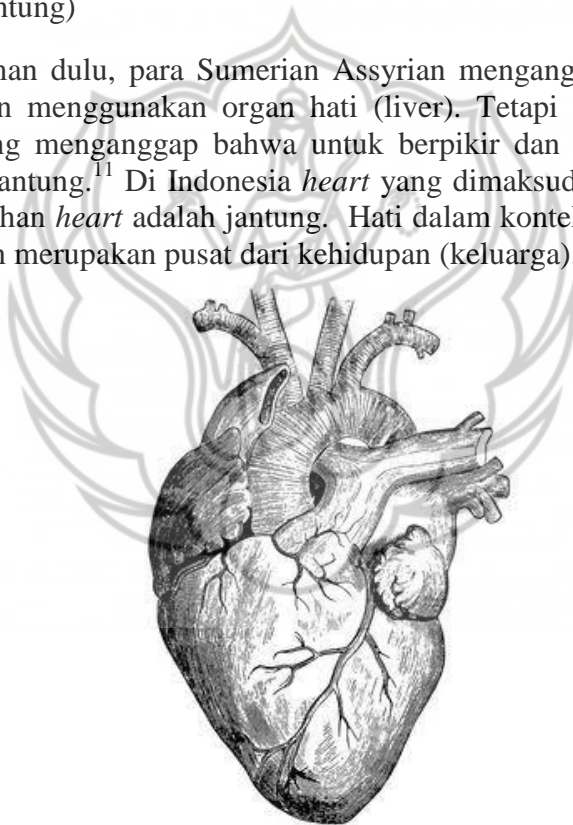 ntung)
nan dulu, para Sumerian Assyrian mengang
n menggunakan organ hati (liver). Tetapi
ng menganggap bahwa untuk berpikir dan
antung.11 Di Indonesia heart yang dimaksud
han heart adalah jantung. Hati dalam kontek
n merupakan pusat dari kehidupan (keluarga)